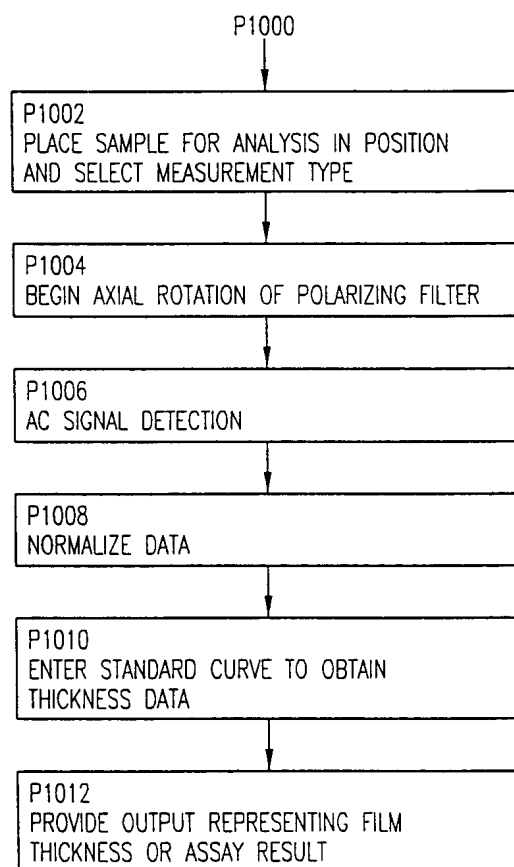 P1000
P1002
PLACE SAMPLE FOR ANALYSIS IN POSITION
AND SELECT MEASUREMENT TYPE
P1004
BEGIN AXIAL ROTATION OF POLARIZING FILTER
P1006
AC SIGNAL DETECTION
P1008
NORMALIZE DATA
P1010
ENTER STANDARD CURVE TO OBTAIN
THICKNESS DATA
P1012
PROVIDE OUTPUT REPRESENTING FILM
THICKNESS OR ASSAY RESULT